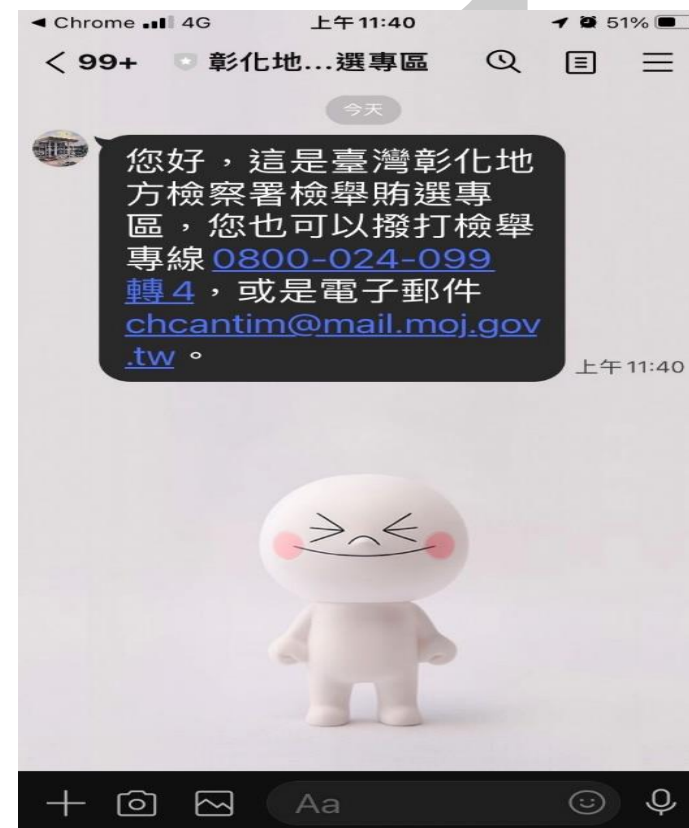 Chrome 4G 上午11:40 51%
99+ 彰化地...選專區
今天
您好，這是臺灣彰化地
方檢察署檢舉賄選專
區，您也可以撥打檢舉
專線 0800-024-099
轉4，或是電子郵件
chcantim@mail.moj.gov
.tw。
上午11:40
Aa